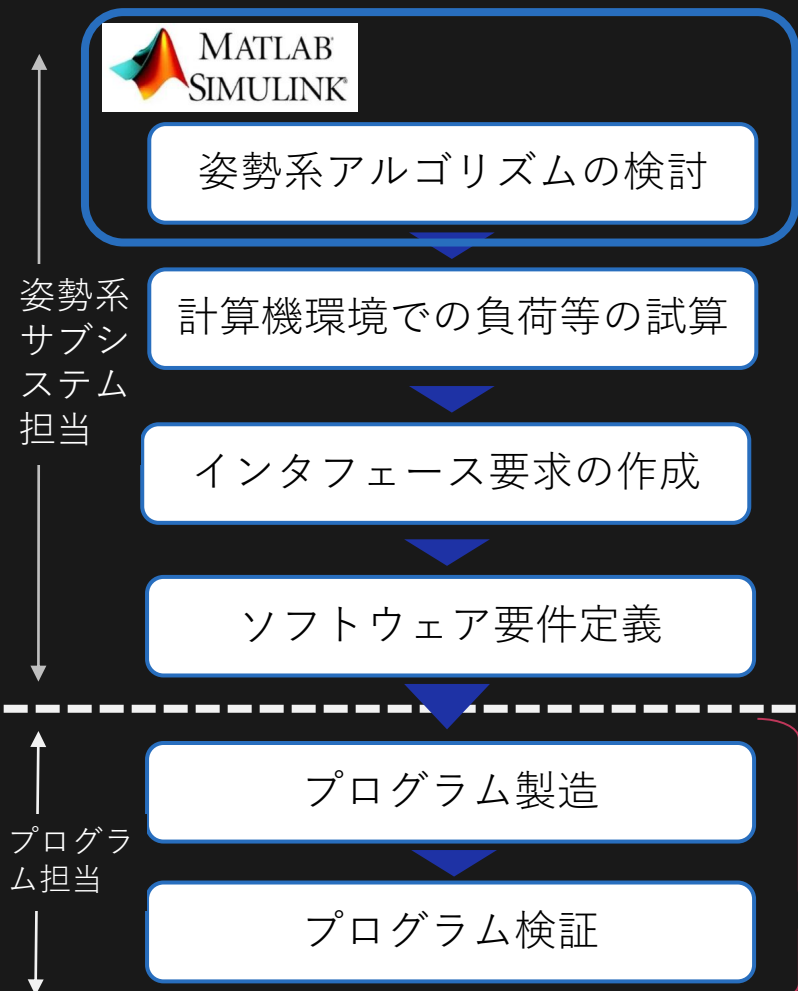 MATLAB
SIMULINK
姿勢系アルゴリズムの検討
計算機環境での負荷等の試算
インタフェース要求の作成
ソフトウェア要件定義
姿勢系
サブシ
ステム
担当
プログラム製造
プログラム検証
プログラ
ム担当